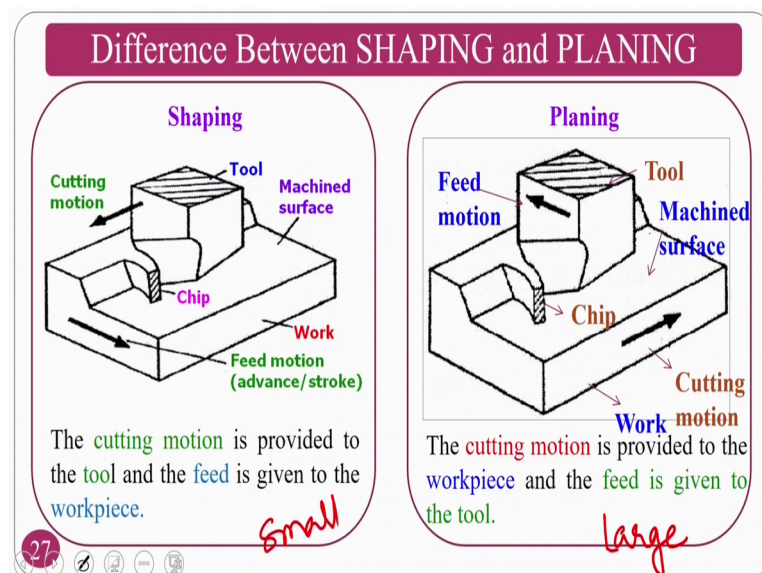 Difference Between SHAPING and PLANING
Shaping
Cutting
motion
Tool
Machined
surface
Chip
Work
Feed motion
(advance/stroke)
The cutting motion is provided to
the tool and the feed is given to the
workpiece.
small
Planing
Feed
motion
Tool
Machined
surface
Chip
Cutting
motion
Work
The cutting motion is provided to the
workpiece and the feed is given to
the tool.
Large
27